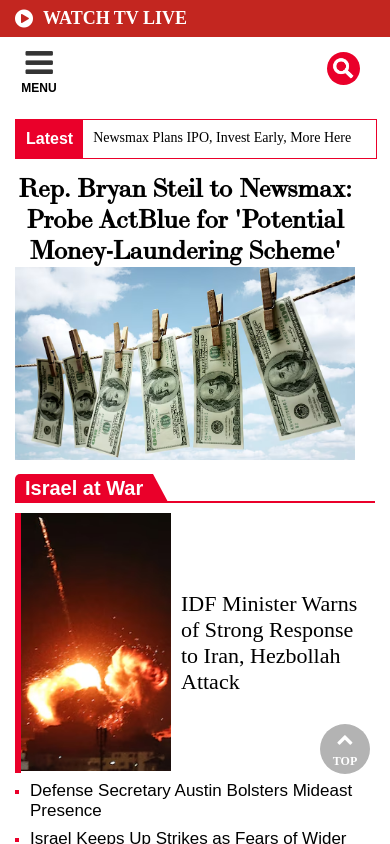 WATCH TV LIVE
MENU
Latest
Newsmax Plans IPO, Invest Early, More Here
Rep. Bryan Steil to Newsmax:
Probe ActBlue for 'Potential
Money-Laundering Scheme'
Israel at War
IDF Minister Warns
of Strong Response
to Iran, Hezbollah
Attack
TOP
Defense Secretary Austin Bolsters Mideast
Presence
Israel Keeps Up Strikes as Fears of Wider